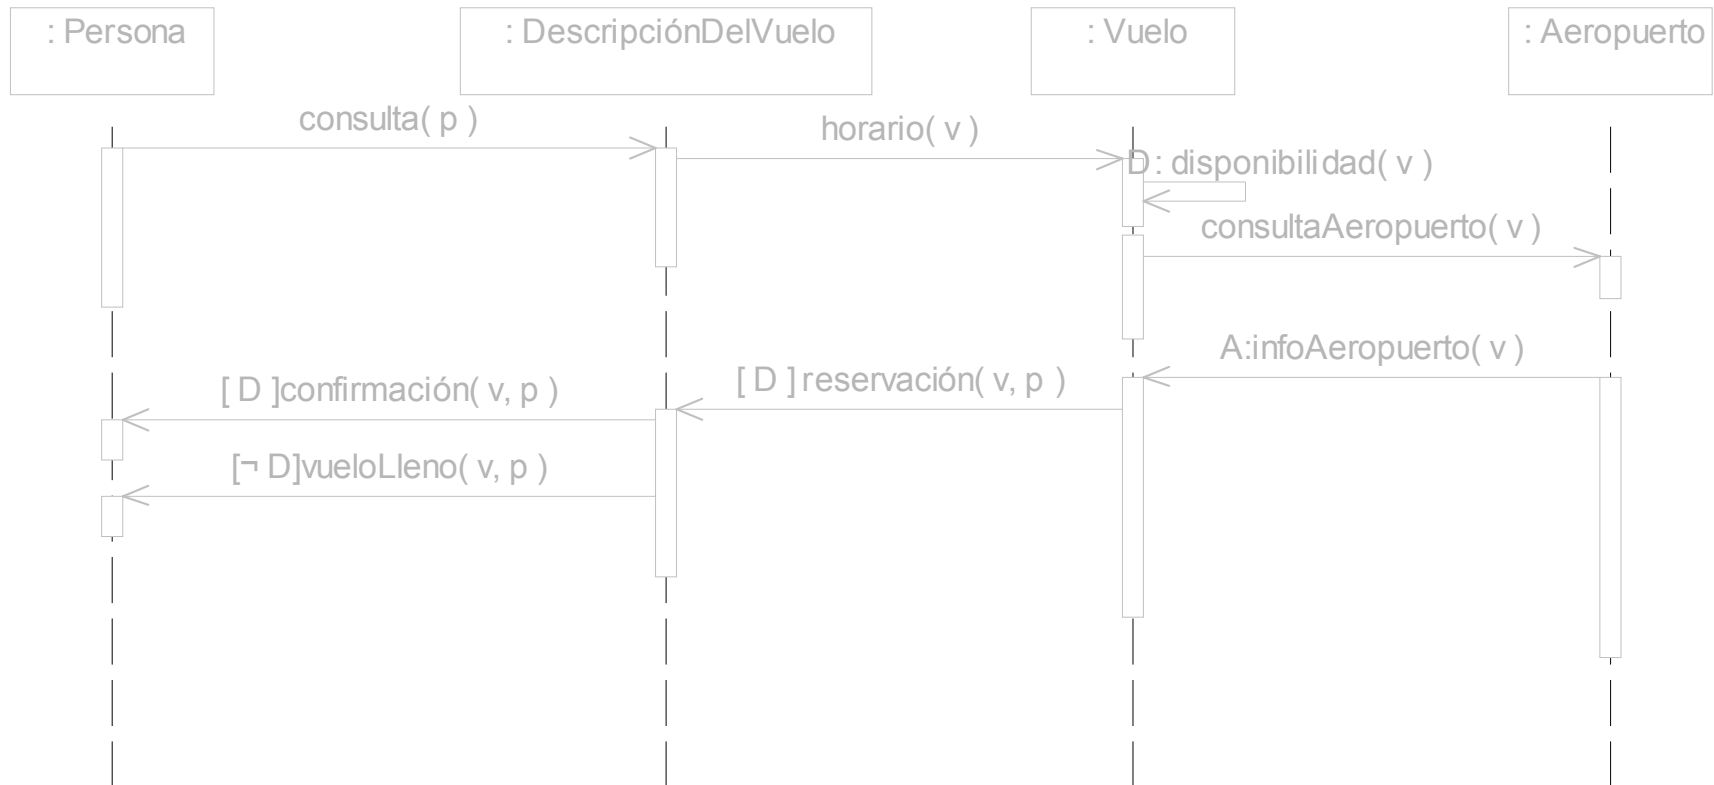 : Persona
: DescripciónDelVuelo
: Vuelo
: Aeropuerto
consulta( p )
horario( v )
D: disponibilidad( v )
consultaAeropuerto( v )
A:infoAeropuerto( v )
[ D ] reservación( v, p )
[ D ]confirmación( v, p )
[¬ D]vueloLleno( v, p )